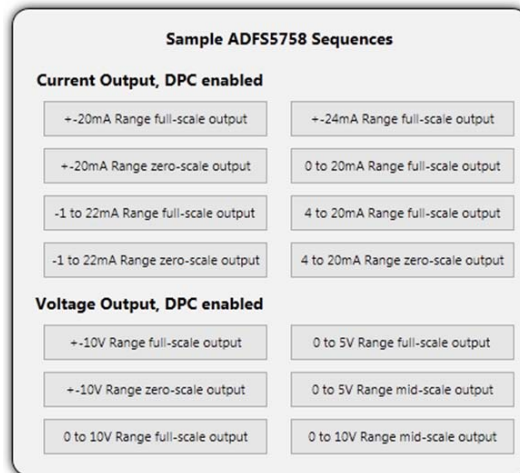 Sample ADFS5758 Sequences
Current Output, DPC enabled
+-20mA Range full-scale output
+-24mA Range full-scale output
+-20mA Range zero-scale output
0 to 20mA Range full-scale output
-1 to 22mA Range full-scale output
4 to 20mA Range full-scale output
-1 to 22mA Range zero-scale output
4 to 20mA Range zero-scale output
Voltage Output, DPC enabled
+-10V Range full-scale output
0 to 5V Range full-scale output
+-10V Range zero-scale output
0 to 5V Range mid-scale output
0 to 10V Range full-scale output
0 to 10V Range mid-scale output